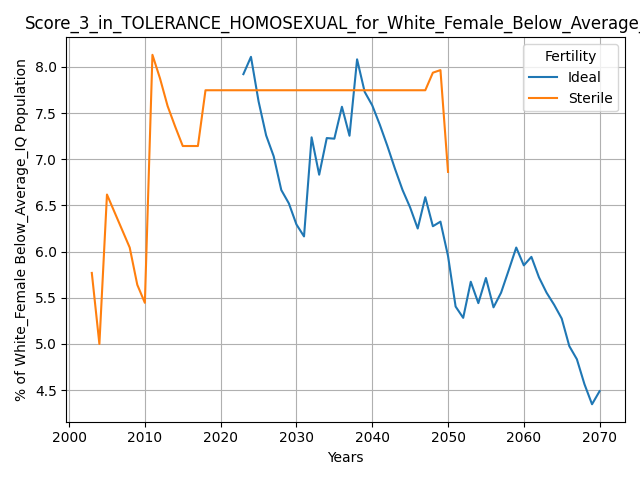 Score_3_in_TOLERANCE_HOMOSEXUAL_for_White_Female_Below_Average_
Fertility
Ideal
Sterile
% of White_Female Below_Average_IQ Population
8.0
7.5
7.0
6.5
6.0
5.5
5.0
4.5
2000
2010
2020
2030
2040
2050
2060
2070
Years